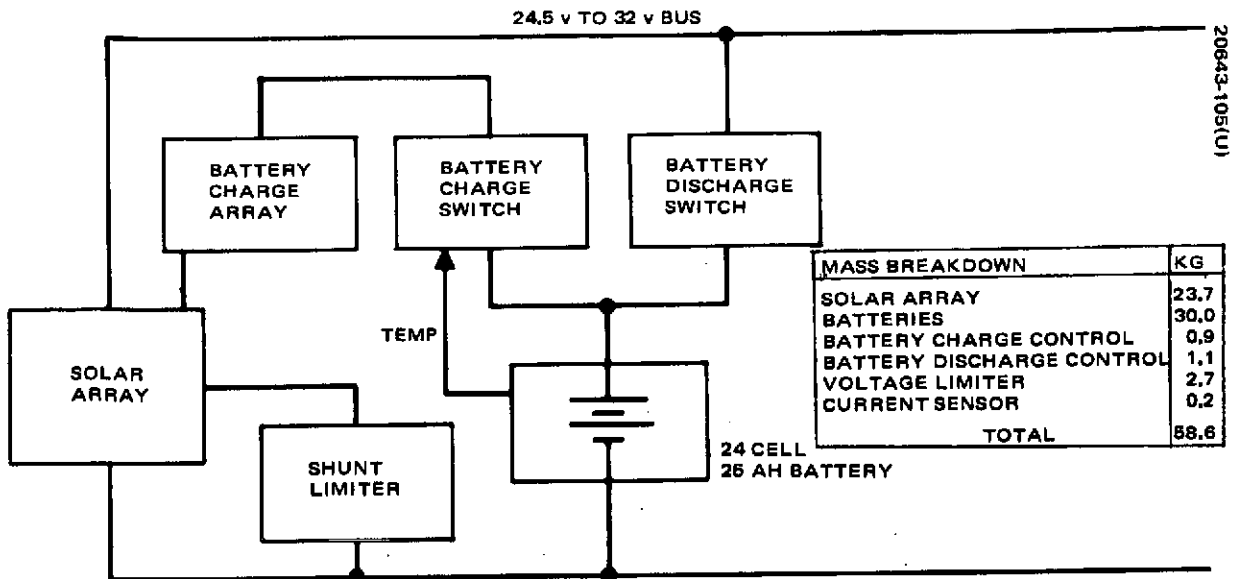 24.5 v TO 32 v BUS
20643-105(U)
BATTERY
CHARGE
ARRAY
BATTERY
CHARGE
SWITCH
BATTERY
DISCHARGE
SWITCH
MASS BREAKDOWN KG
SOLAR ARRAY 23.7
BATTERIES 30.0
BATTERY CHARGE CONTROL 0.9
BATTERY DISCHARGE CONTROL 1.1
VOLTAGE LIMITER 2.7
CURRENT SENSOR 0.2
TOTAL 58.6
TEMP
SOLAR
ARRAY
SHUNT
LIMITER
24 CELL
26 AH BATTERY